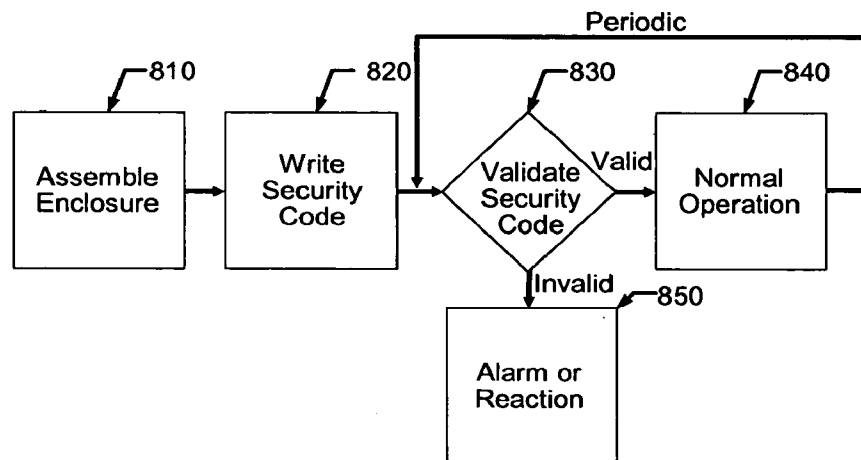 Periodic
810
820
830
840
Assemble
Enclosure
Write
Security
Code
Validate
Security
Code
Valid
Normal
Operation
Invalid
850
Alarm or
Reaction